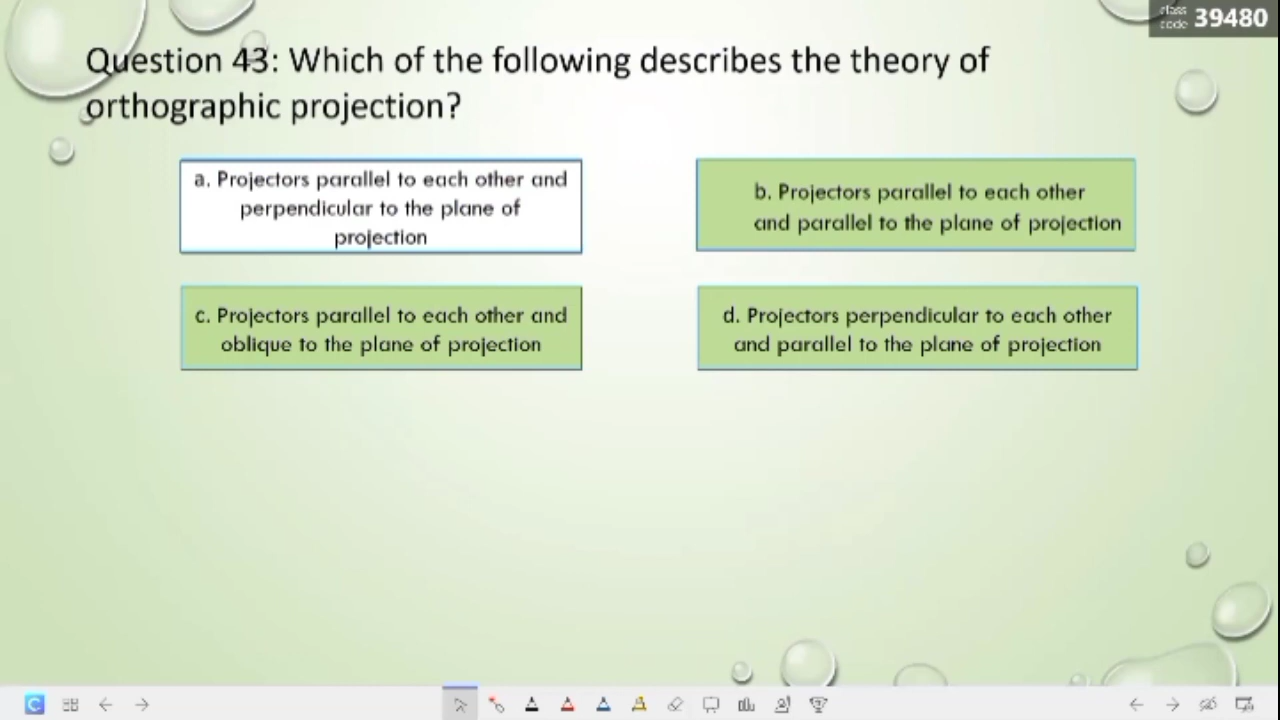 class
code 39480
Question 43: Which of the following describes the theory of
orthographic projection?
a. Projectors parallel to each other and
perpendicular to the plane of
projection
b. Projectors parallel to each other
and parallel to the plane of projection
c. Projectors parallel to each other and
oblique to the plane of projection
d. Projectors perpendicular to each other
and parallel to the plane of projection